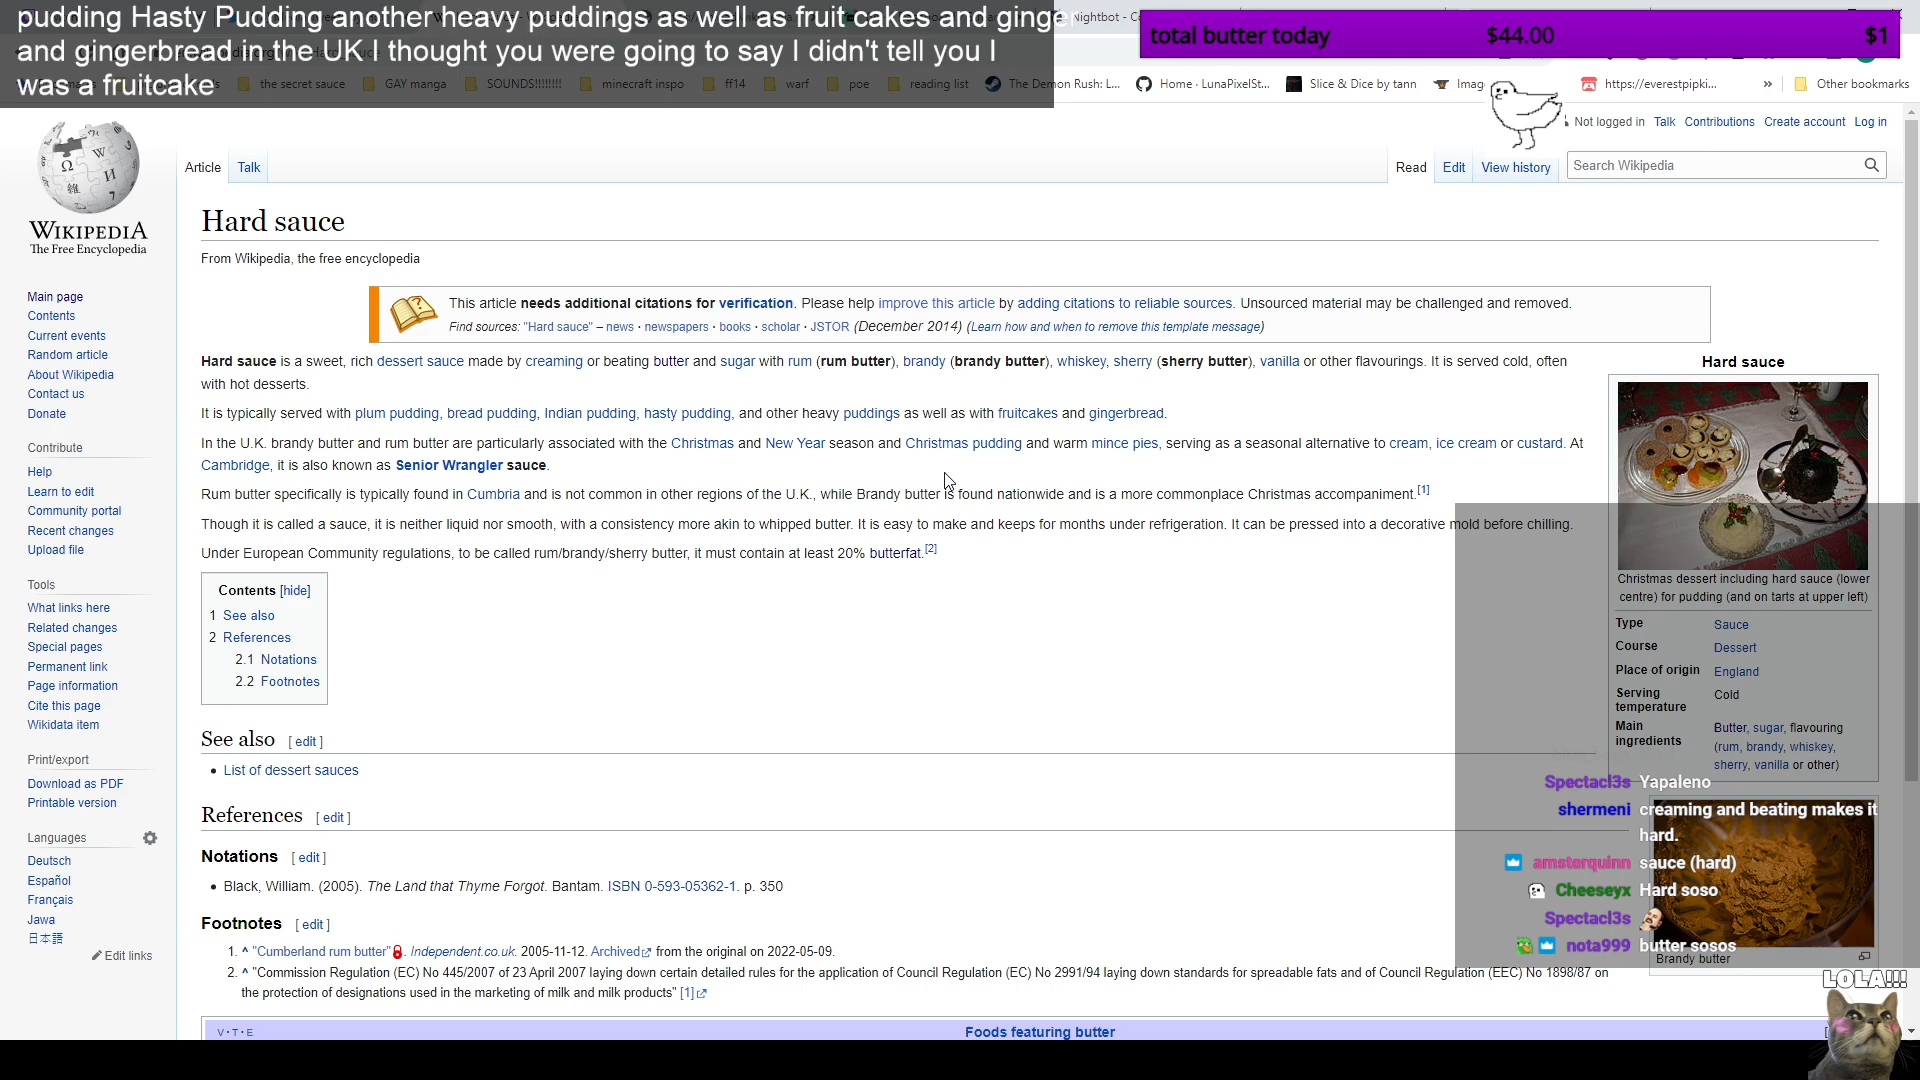 pudding Hasty Pudding another heavy puddings as well as fruit cakes and ginger
and gingerbread in the UK I thought you were going to say I didn't tell you I
was a fruitcake
total butter today $44.00 $1
the secret sauce
GAY manga
SOUNDS!!!!!!!!
minecraft inspo
ff14
warf
poe
reading list
The Demon Rush: L...
Home · LunaPixelSt...
Slice & Dice by tann
Imag
https://everestpipki...
»
Other bookmarks
Not logged in Talk Contributions Create account Log in
Article Talk
Read Edit View history
Search Wikipedia
WIKIPEDIA
The Free Encyclopedia
Main page
Contents
Current events
Random article
About Wikipedia
Contact us
Donate
Contribute
Help
Learn to edit
Community portal
Recent changes
Upload file
Tools
What links here
Related changes
Special pages
Permanent link
Page information
Cite this page
Wikidata item
Print/export
Download as PDF
Printable version
Languages
Deutsch
Español
Français
Jawa
日本語
Edit links
Hard sauce
From Wikipedia, the free encyclopedia
This article needs additional citations for verification. Please help improve this article by adding citations to reliable sources. Unsourced material may be challenged and removed.
Find sources: "Hard sauce" – news · newspapers · books · scholar · JSTOR (December 2014) (Learn how and when to remove this template message)
Hard sauce is a sweet, rich dessert sauce made by creaming or beating butter and sugar with rum (rum butter), brandy (brandy butter), whiskey, sherry (sherry butter), vanilla or other flavourings. It is served cold, often
with hot desserts.
It is typically served with plum pudding, bread pudding, Indian pudding, hasty pudding, and other heavy puddings as well as with fruitcakes and gingerbread.
In the U.K. brandy butter and rum butter are particularly associated with the Christmas and New Year season and Christmas pudding and warm mince pies, serving as a seasonal alternative to cream, ice cream or custard. At
Cambridge, it is also known as Senior Wrangler sauce.
Rum butter specifically is typically found in Cumbria and is not common in other regions of the U.K., while Brandy butter is found nationwide and is a more commonplace Christmas accompaniment.[1]
Though it is called a sauce, it is neither liquid nor smooth, with a consistency more akin to whipped butter. It is easy to make and keeps for months under refrigeration. It can be pressed into a decorative mold before chilling.
Under European Community regulations, to be called rum/brandy/sherry butter, it must contain at least 20% butterfat.[2]
Contents [hide]
1 See also
2 References
2.1 Notations
2.2 Footnotes
See also [ edit ]
• List of dessert sauces
References [ edit ]
Notations [ edit ]
• Black, William. (2005). The Land that Thyme Forgot. Bantam. ISBN 0-593-05362-1. p. 350
Footnotes [ edit ]
1. ^ "Cumberland rum butter". Independent.co.uk. 2005-11-12. Archived from the original on 2022-05-09.
2. ^ "Commission Regulation (EC) No 445/2007 of 23 April 2007 laying down certain detailed rules for the application of Council Regulation (EC) No 2991/94 laying down standards for spreadable fats and of Council Regulation (EEC) No 1898/87 on
the protection of designations used in the marketing of milk and milk products" [1]
V · T · E Foods featuring butter
Hard sauce
Christmas dessert including hard sauce (lower
centre) for pudding (and on tarts at upper left)
Type Sauce
Course Dessert
Place of origin England
Serving
temperature Cold
Main
ingredients Butter, sugar, flavouring
(rum, brandy, whiskey,
sherry, vanilla or other)
Brandy butter
Spectacl3s Yapaleno
shermeni creaming and beating makes it
hard.
amsterquinn sauce (hard)
Cheeseyx Hard soso
Spectacl3s
nota999 butter sosos
LOLA!!!